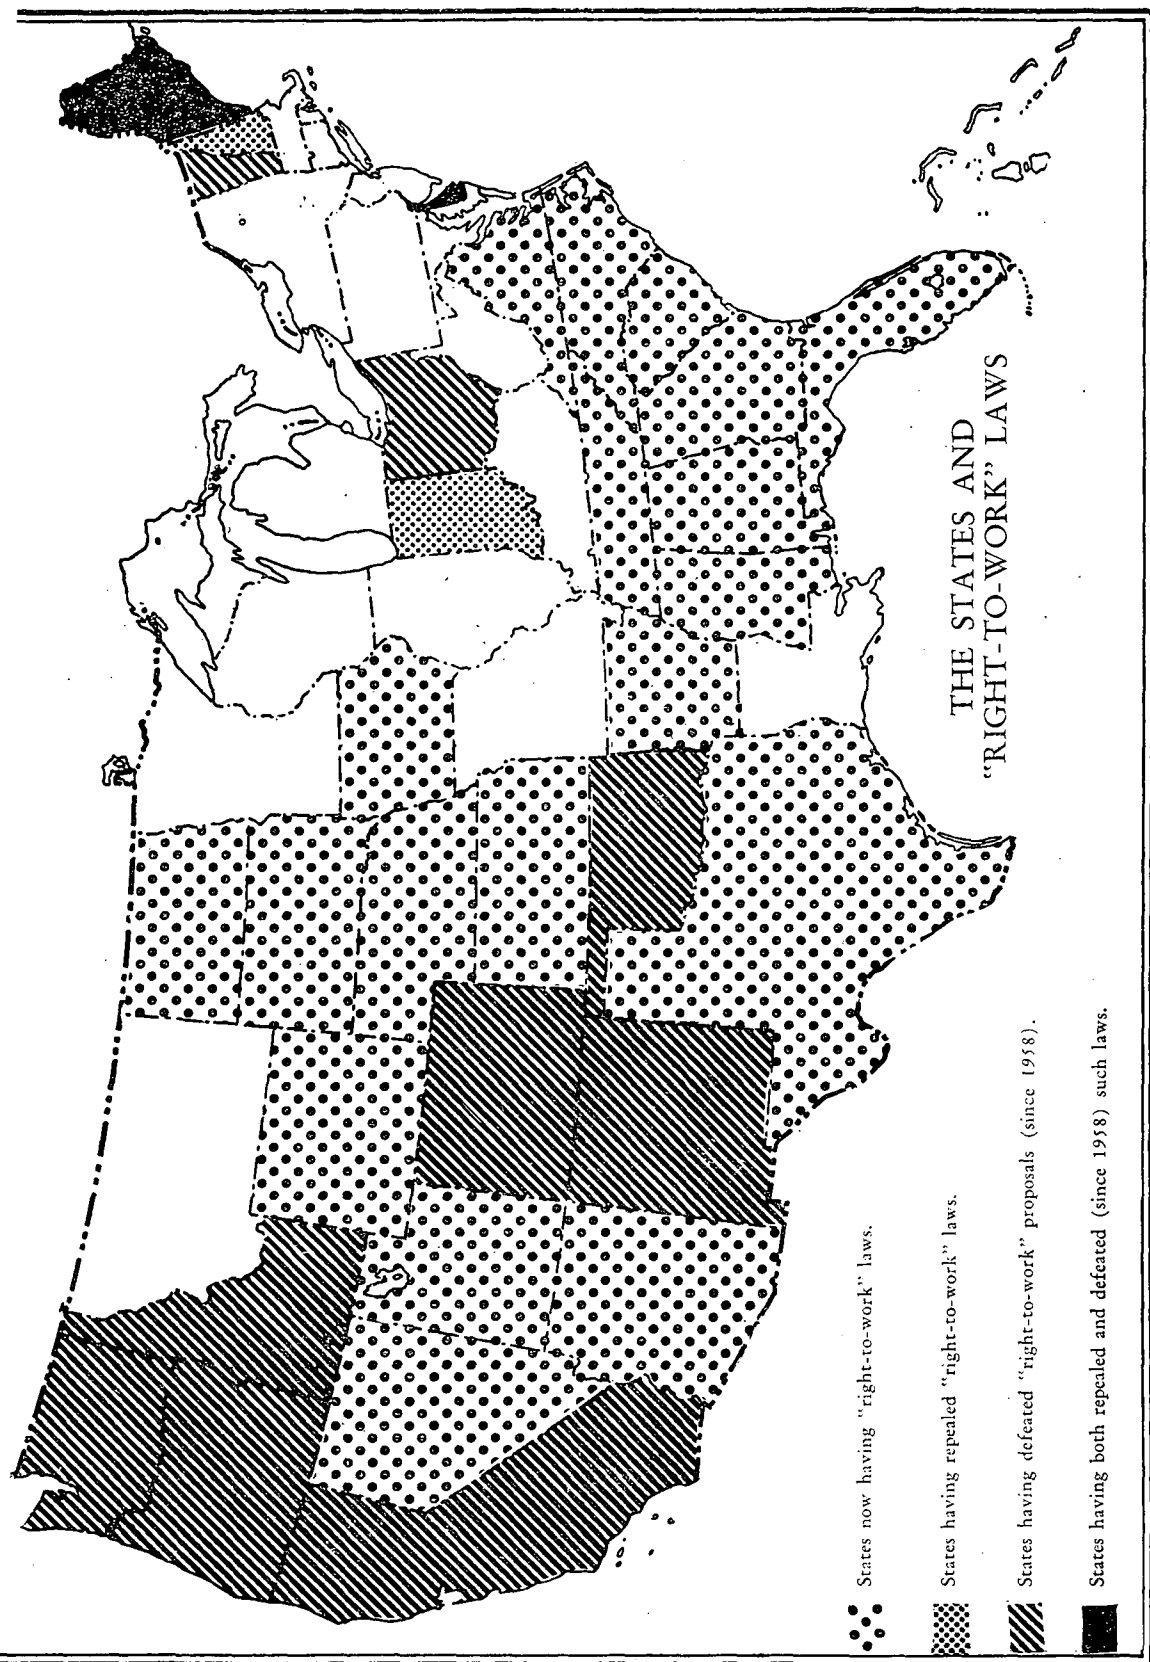 THE STATES AND
"RIGHT-TO-WORK" LAWS
States now having "right-to-work" laws.
States having repealed "right-to-work" laws.
States having defeated "right-to-work" proposals (since 1958).
States having both repealed and defeated (since 1958) such laws.